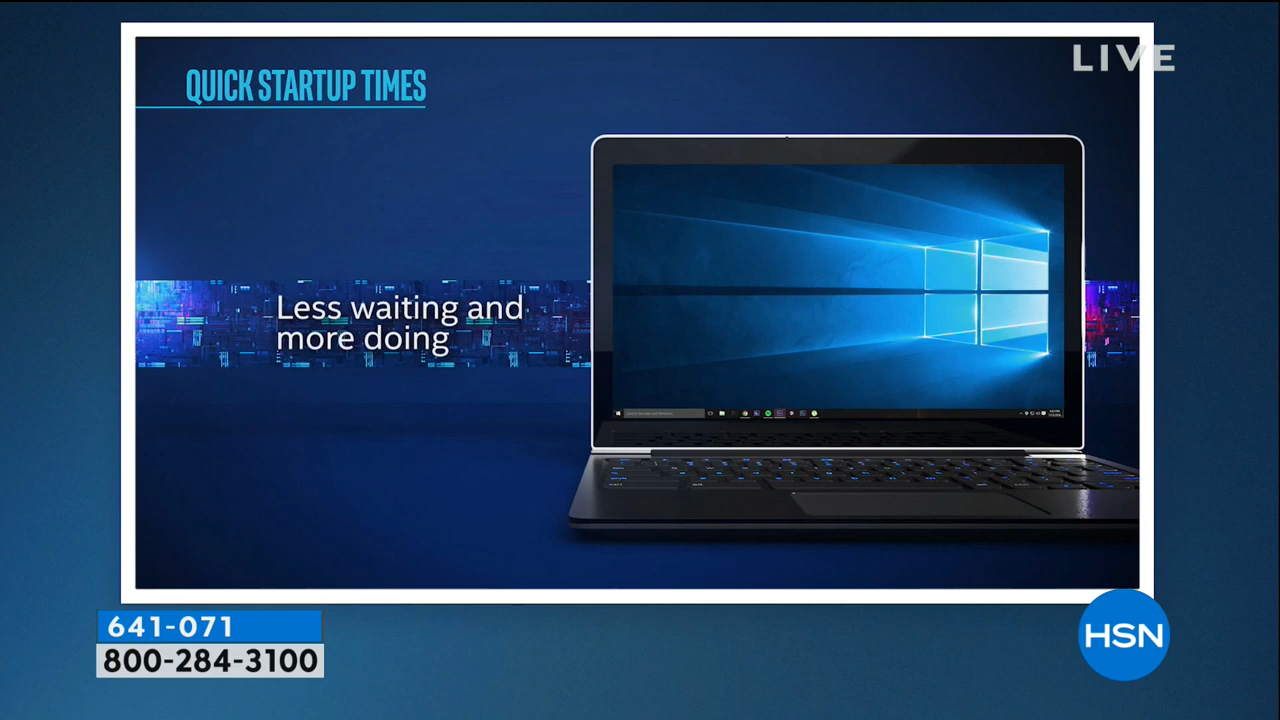 LIVE
QUICK STARTUP TIMES
Less waiting and
more doing
641-071
800-284-3100
HSN